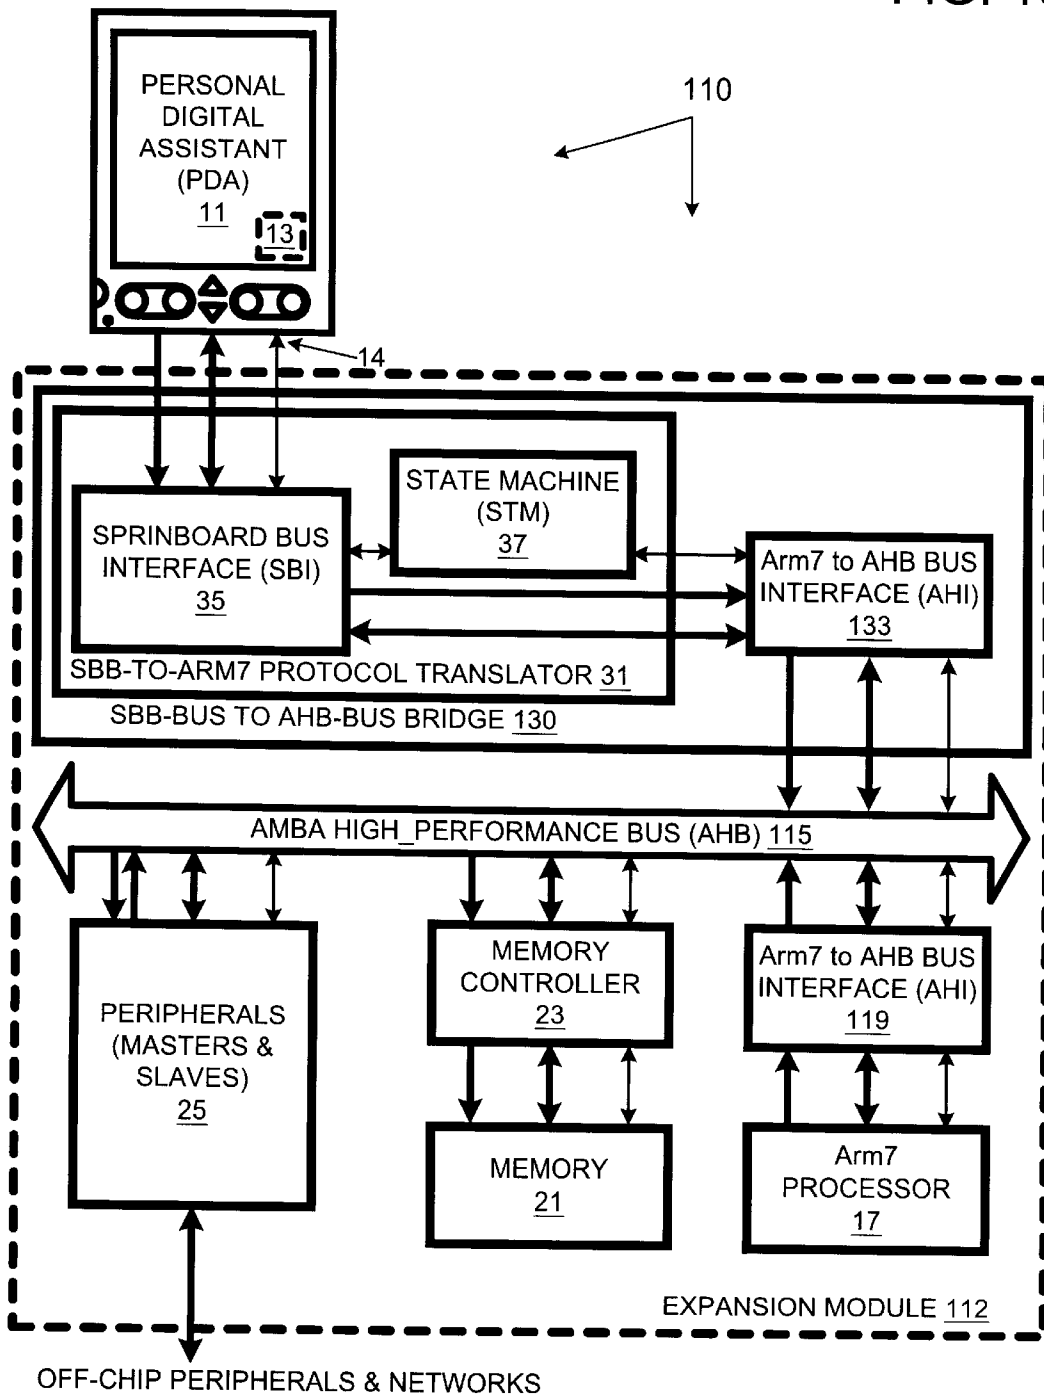 110
PERSONAL
DIGITAL
ASSISTANT
(PDA)
11
13
14
STATE MACHINE
(STM)
37
SPRINBOARD BUS
INTERFACE (SBI)
35
Arm7 to AHB BUS
INTERFACE (AHI)
133
SBB-TO-ARM7 PROTOCOL TRANSLATOR 31
SBB-BUS TO AHB-BUS BRIDGE 130
AMBA HIGH_PERFORMANCE BUS (AHB) 115
PERIPHERALS
(MASTERS &
SLAVES)
25
MEMORY
CONTROLLER
23
Arm7 to AHB BUS
INTERFACE (AHI)
119
MEMORY
21
Arm7
PROCESSOR
17
EXPANSION MODULE 112
OFF-CHIP PERIPHERALS & NETWORKS